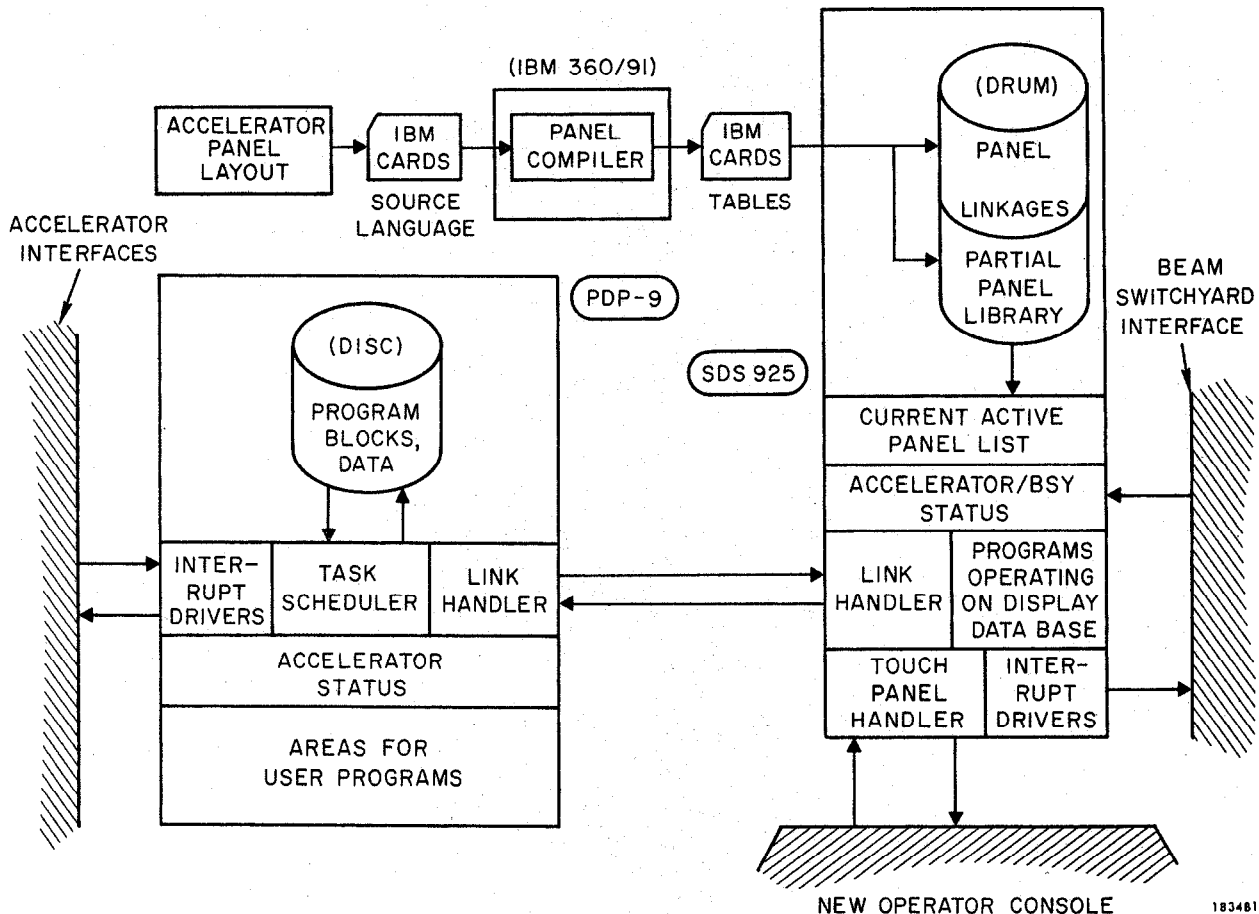 (IBM 360/91)
ACCELERATOR
PANEL
LAYOUT
IBM
CARDS
SOURCE
LANGUAGE
PANEL
COMPILER
IBM
CARDS
TABLES
(DRUM)
PANEL
LINKAGES
PARTIAL
PANEL
LIBRARY
ACCELERATOR
INTERFACES
PDP-9
(DISC)
PROGRAM
BLOCKS,
DATA
SDS 925
BEAM
SWITCHYARD
INTERFACE
CURRENT ACTIVE
PANEL LIST
ACCELERATOR/BSY
STATUS
INTER-
RUPT
DRIVERS
TASK
SCHEDULER
LINK
HANDLER
LINK
HANDLER
PROGRAMS
OPERATING
ON DISPLAY
DATA BASE
ACCELERATOR
STATUS
TOUCH
PANEL
HANDLER
INTER-
RUPT
DRIVERS
AREAS FOR
USER PROGRAMS
NEW OPERATOR CONSOLE
1834B1